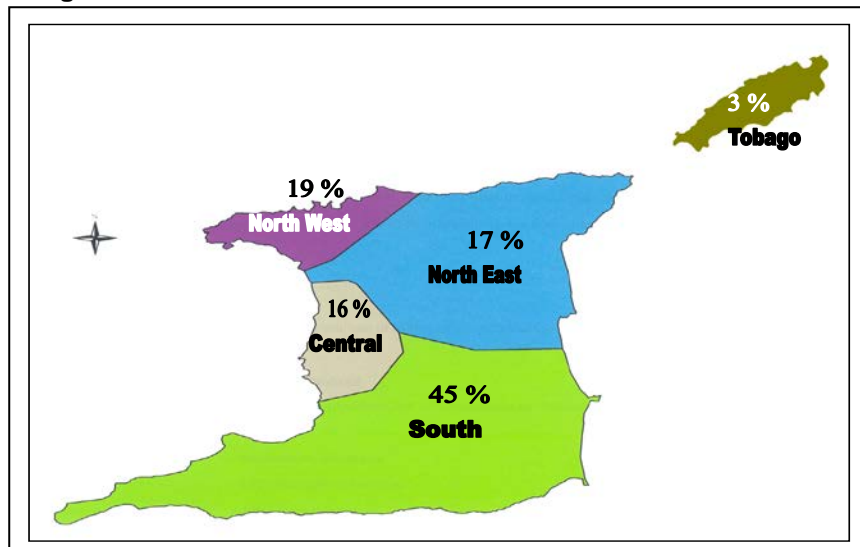 3 %
Tobago
19 %
North West
17 %
North East
16 %
Central
45 %
South